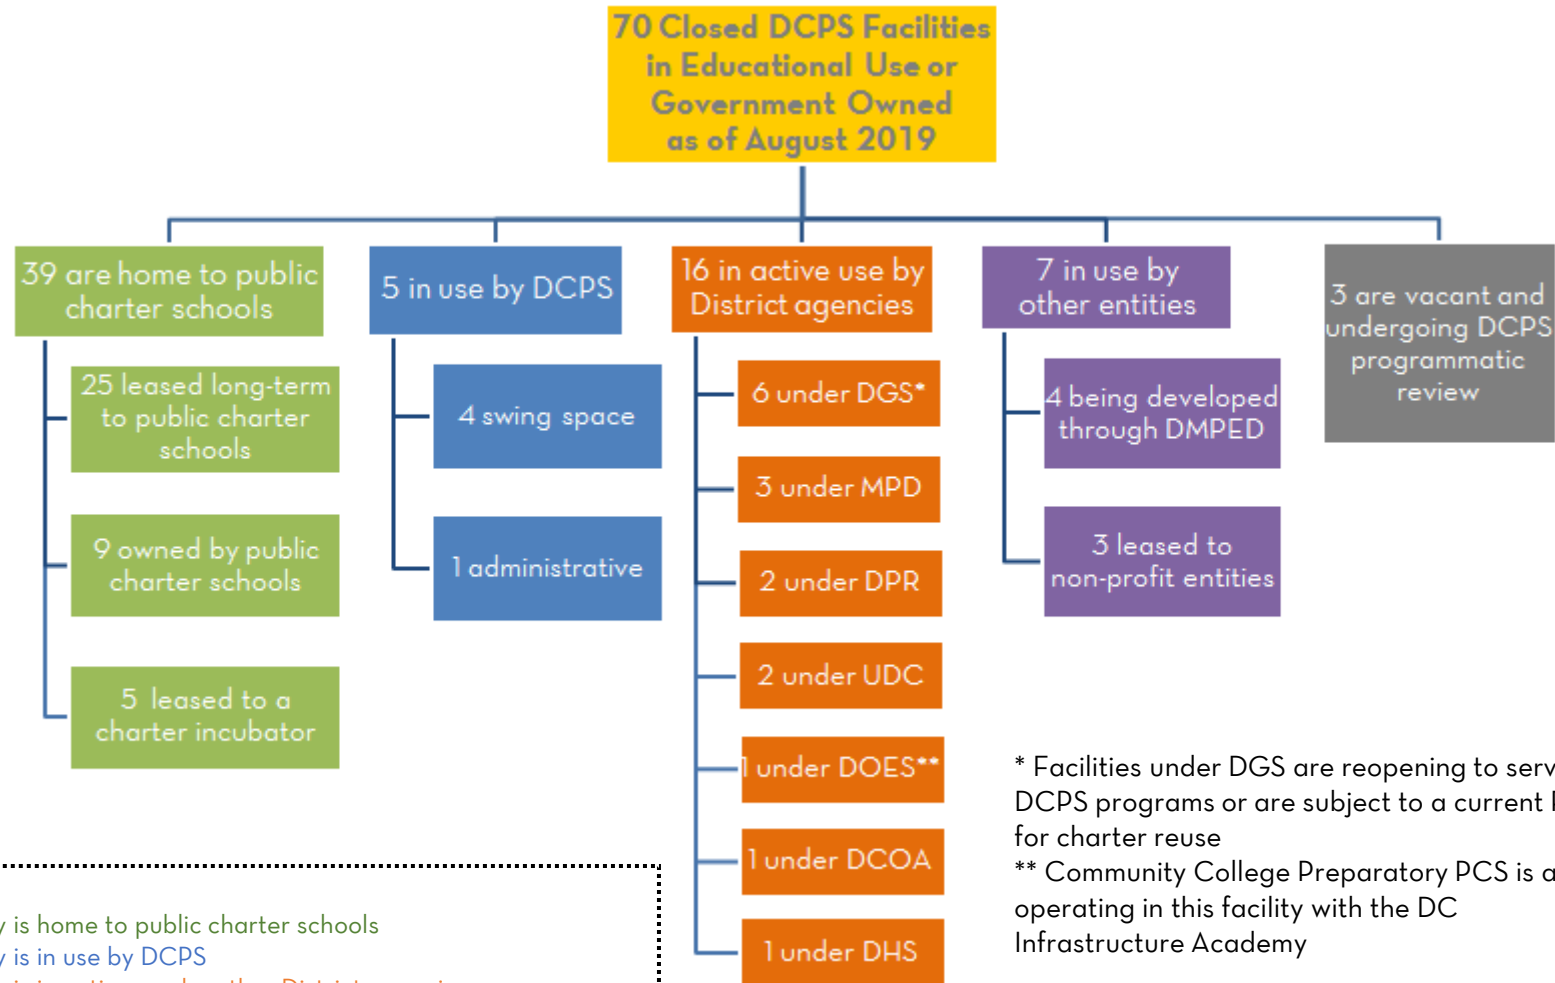 70 Closed DCPS Facilities
in Educational Use or
Government Owned
as of August 2019
39 are home to public
charter schools
25 leased long-term
to public charter
schools
9 owned by public
charter schools
5 leased to a
charter incubator
5 in use by DCPS
4 swing space
1 administrative
16 in active use by
District agencies
6 under DGS*
3 under MPD
2 under DPR
2 under UDC
1 under DOES**
1 under DCOA
1 under DHS
7 in use by
other entities
4 being developed
through DMPED
3 leased to
non-profit entities
3 are vacant and
undergoing DCPS
programmatic
review
* Facilities under DGS are reopening to
DCPS programs or are subject to a current
for charter reuse
** Community College Preparatory PCS is
operating in this facility with the DC
Infrastructure Academy
is home to public charter schools
is in use by DCPS